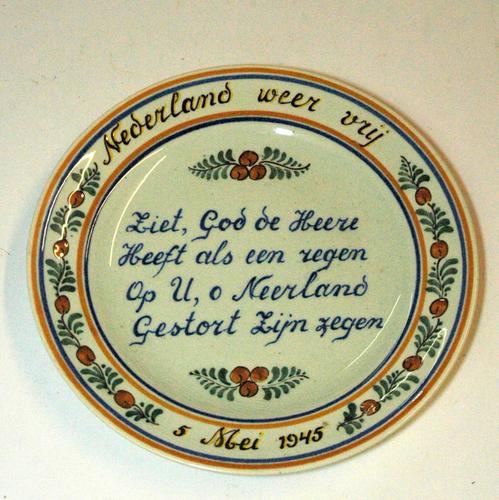 Nederland weer vrij
Ziet, God de Heere
Heeft als een regen
Op U, o Neerland
Gestort Zijn zegen
5 Mei 1945